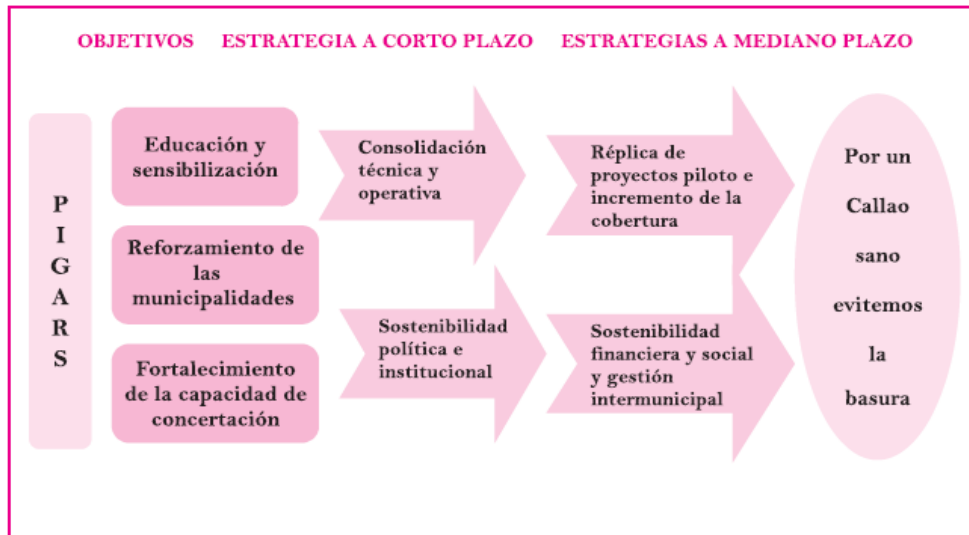 OBJETIVOS ESTRATEGIA A CORTO PLAZO ESTRATEGIAS A MEDIANO PLAZO
P
I
G
A
R
S
Educación y
sensibilización
Reforzamiento de
las
municipalidades
Fortalecimiento
de la capacidad de
concertación
Consolidación
técnica y
operativa
Sostenibilidad
política e
institucional
Réplica de
proyectos piloto e
incremento de la
cobertura
Sostenibilidad
financiera y social
y gestión
intermunicipal
Por un
Callao
sano
evitemos
la
basura